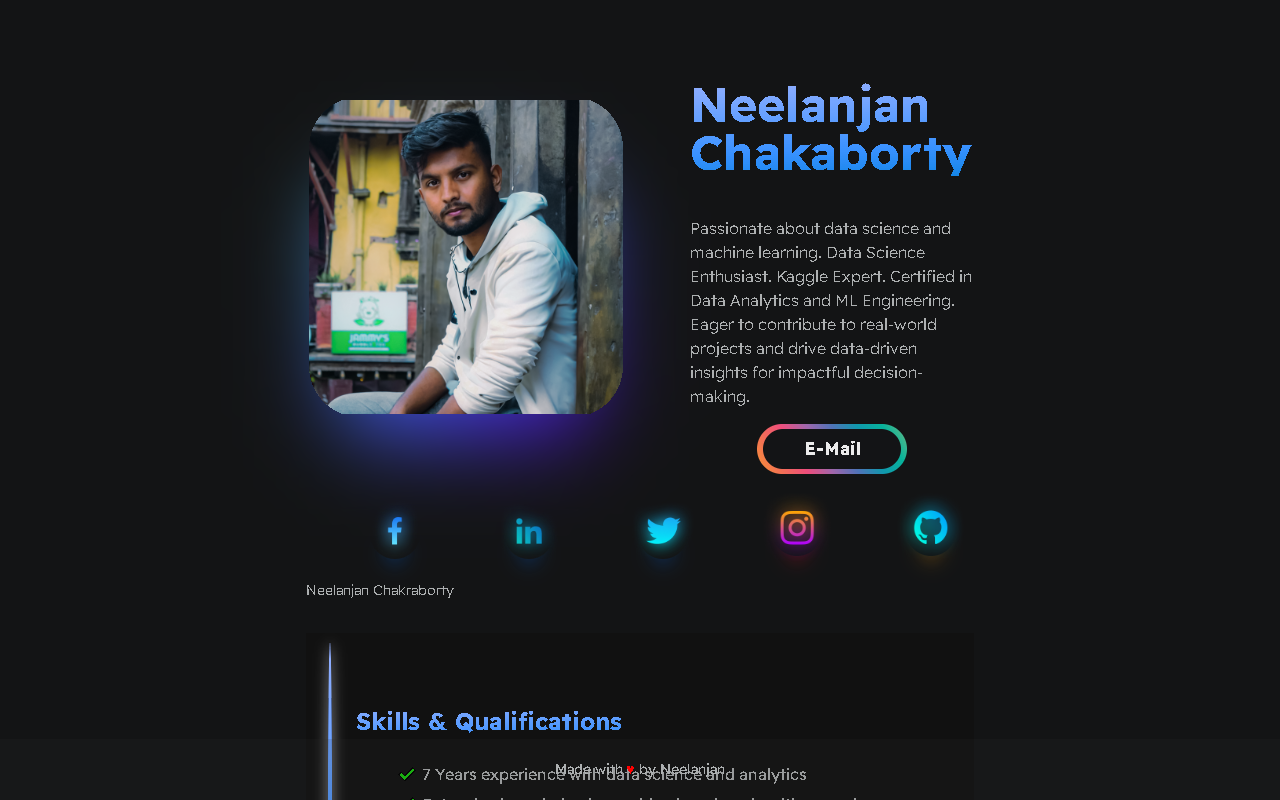 Neelanjan
Chakaborty
Passionate about data science and
machine learning. Data Science
Enthusiast. Kaggle Expert. Certified in
Data Analytics and ML Engineering.
Eager to contribute to real-world
projects and drive data-driven
insights for impactful decision-
making.
E-Mail
JAMMY'S
Neelanjan Chakraborty
Skills & Qualifications
7 Years experience with data science and analytics
Made with ♥ by Neelanjan